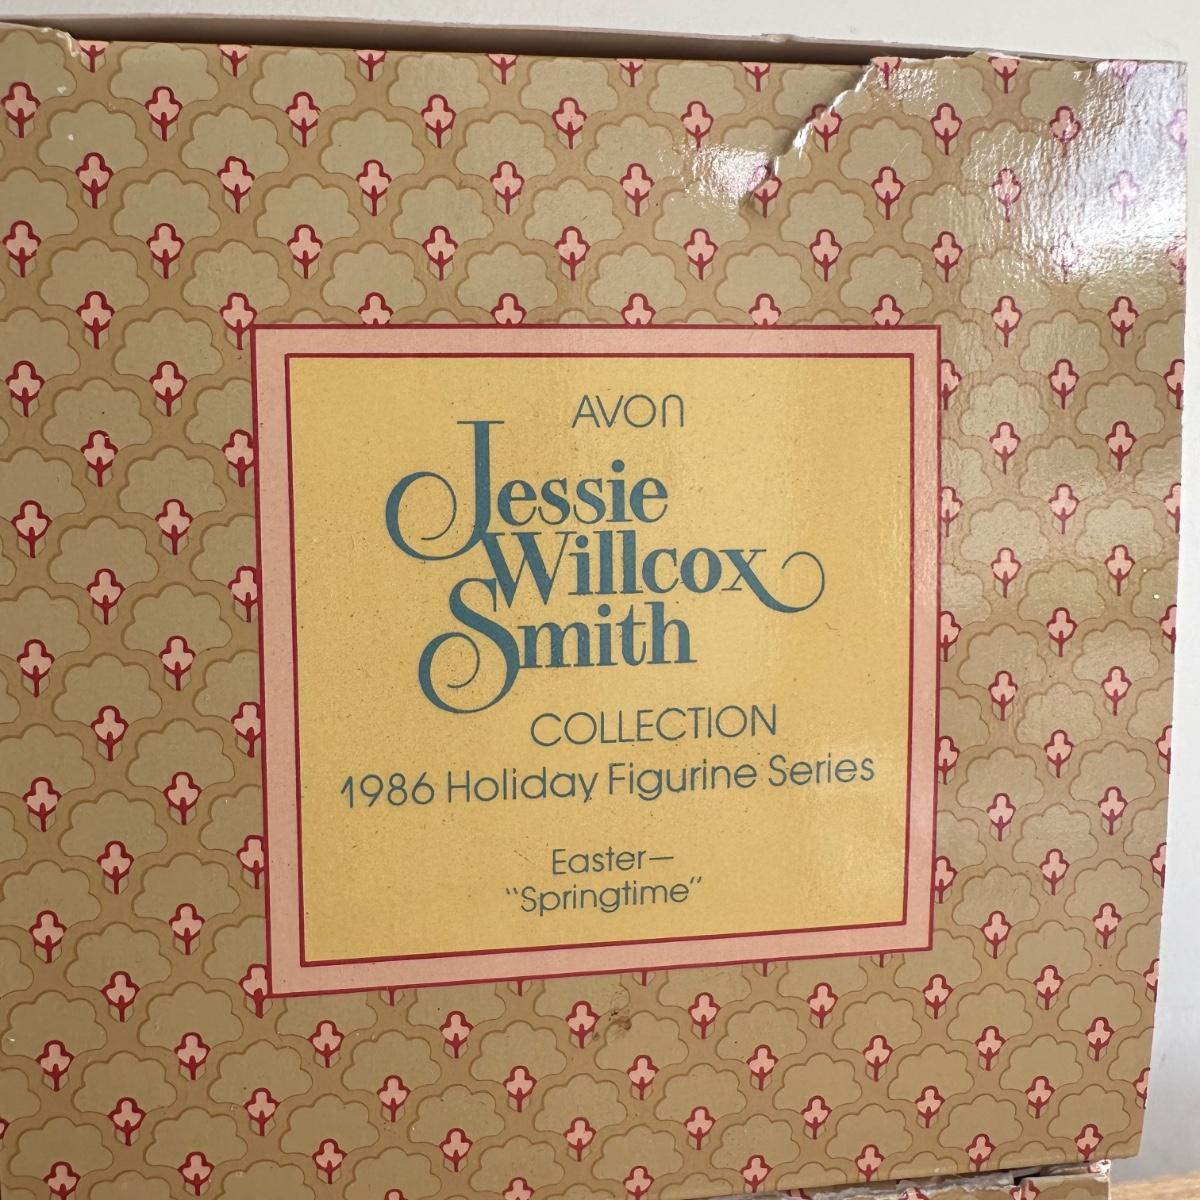 AVON
Jessie
Willcox
Smith
COLLECTION
1986 Holiday Figurine Series
Easter—
"Springtime"